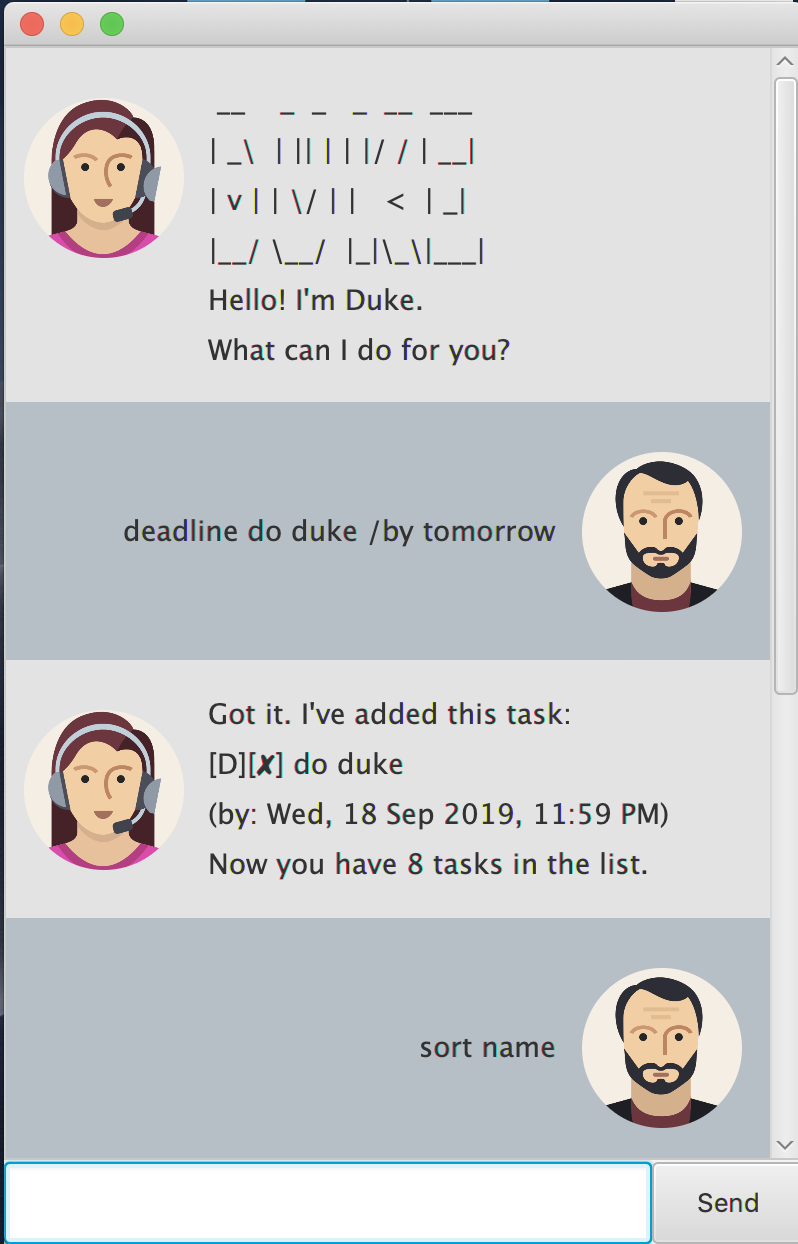 __    _  _   _  __  ___
| _\  | || | | |/ / | __|
| v | | \/ | |   <  | _|
|__/ \__/  |_|\_\|___|
Hello! I'm Duke.
What can I do for you?
deadline do duke /by tomorrow
Got it. I've added this task:
[D][✘] do duke
(by: Wed, 18 Sep 2019, 11:59 PM)
Now you have 8 tasks in the list.
sort name
Send